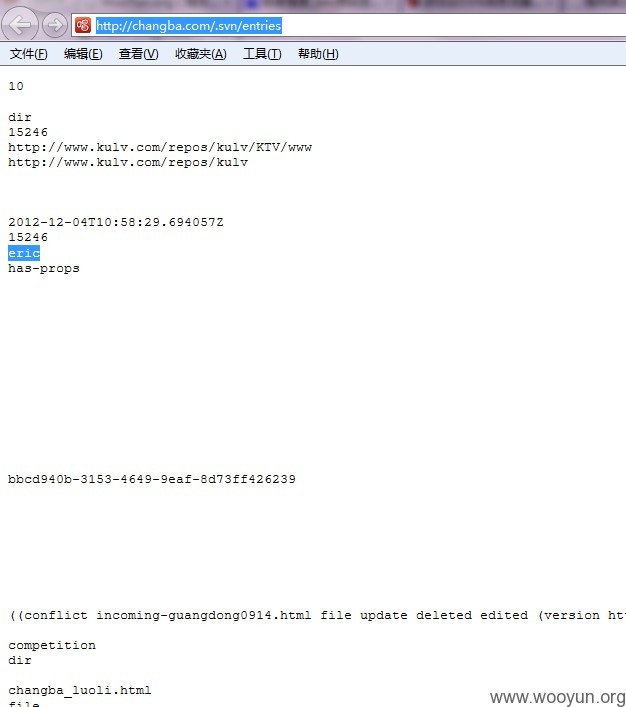 http://changba.com/.svn/entries
文件(F) 编辑(E) 查看(V) 收藏夹(A) 工具(T) 帮助(H)
10
dir
15246
http://www.kulv.com/repos/kulv/KTV/www
http://www.kulv.com/repos/kulv
2012-12-04T10:58:29.694057Z
15246
eric
has-props
bbcd940b-3153-4649-9eaf-8d73ff426239
((conflict incoming-guangdong0914.html file update deleted edited (version htt
competition
dir
changba_luoli.html
file
www.wooyun.org